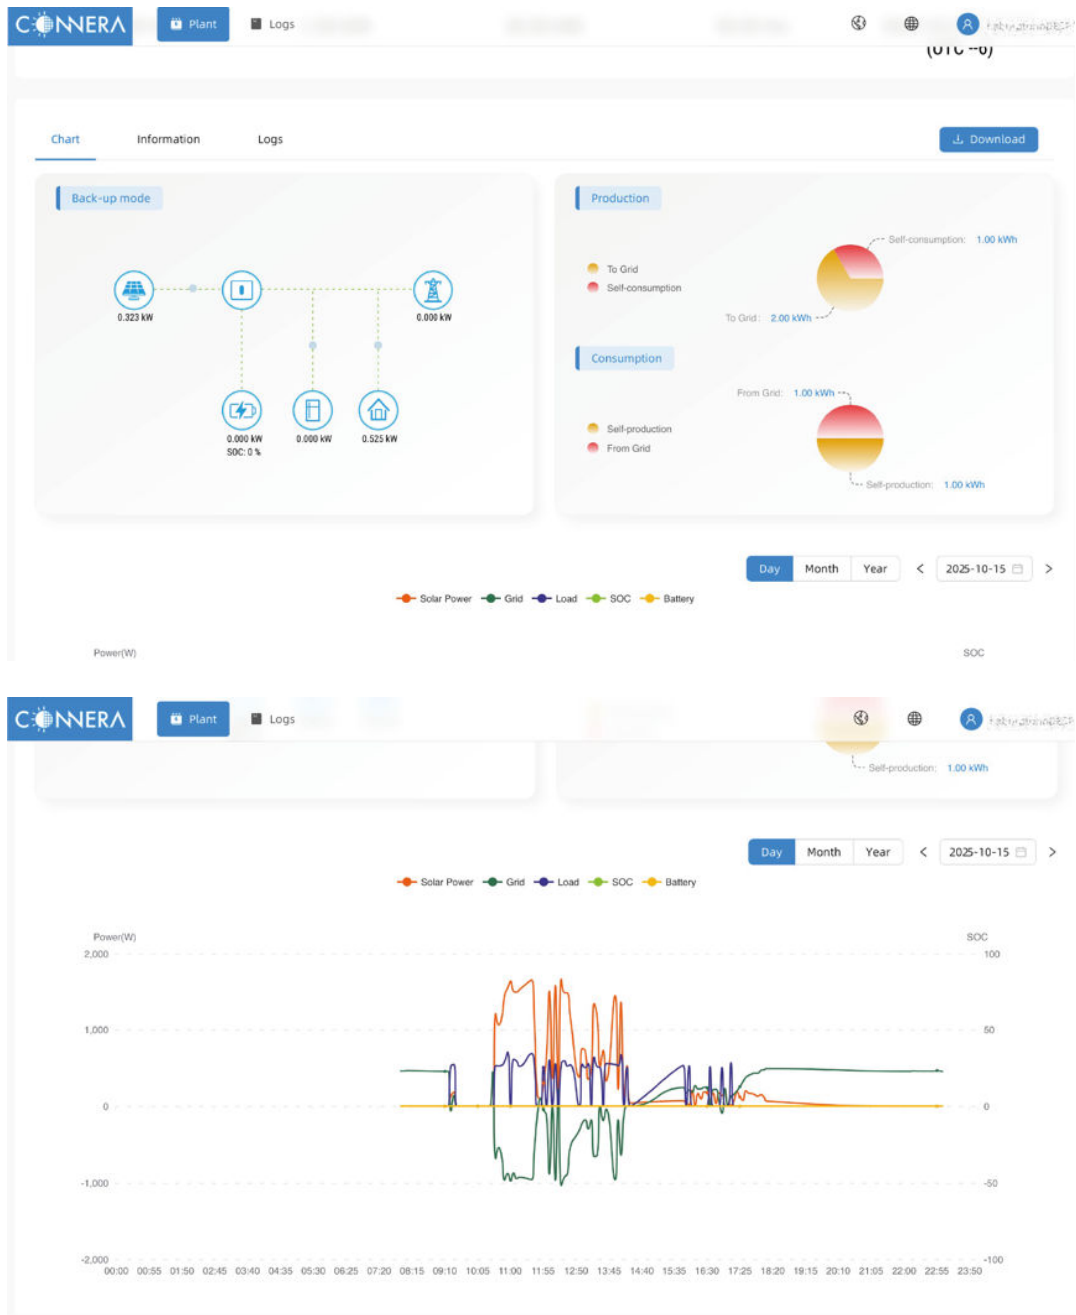 CONNERA Plant Logs
(UTC --6)
Chart Information Logs Download
Back-up mode
0.323 kW
0.000 kW
0.000 kW
SOC: 0 %
0.000 kW
0.525 kW
Production
To Grid
Self-consumption
Self-consumption: 1.00 kWh
To Grid: 2.00 kWh
Consumption
From Grid: 1.00 kWh
Self-production
From Grid
Self-production: 1.00 kWh
Day Month Year < 2025-10-15 >
Solar Power Grid Load SOC Battery
Power(W) SOC
CONNERA Plant Logs
Self-production: 1.00 kWh
Day Month Year < 2025-10-15 >
Solar Power Grid Load SOC Battery
Power(W) SOC
2,000 100
1,000 50
0 0
-1,000 -50
-2,000 -100
00:00 00:55 01:50 02:45 03:40 04:35 05:30 06:25 07:20 08:15 09:10 10:05 11:00 11:55 12:50 13:45 14:40 15:35 16:30 17:25 18:20 19:15 20:10 21:05 22:00 22:55 23:50